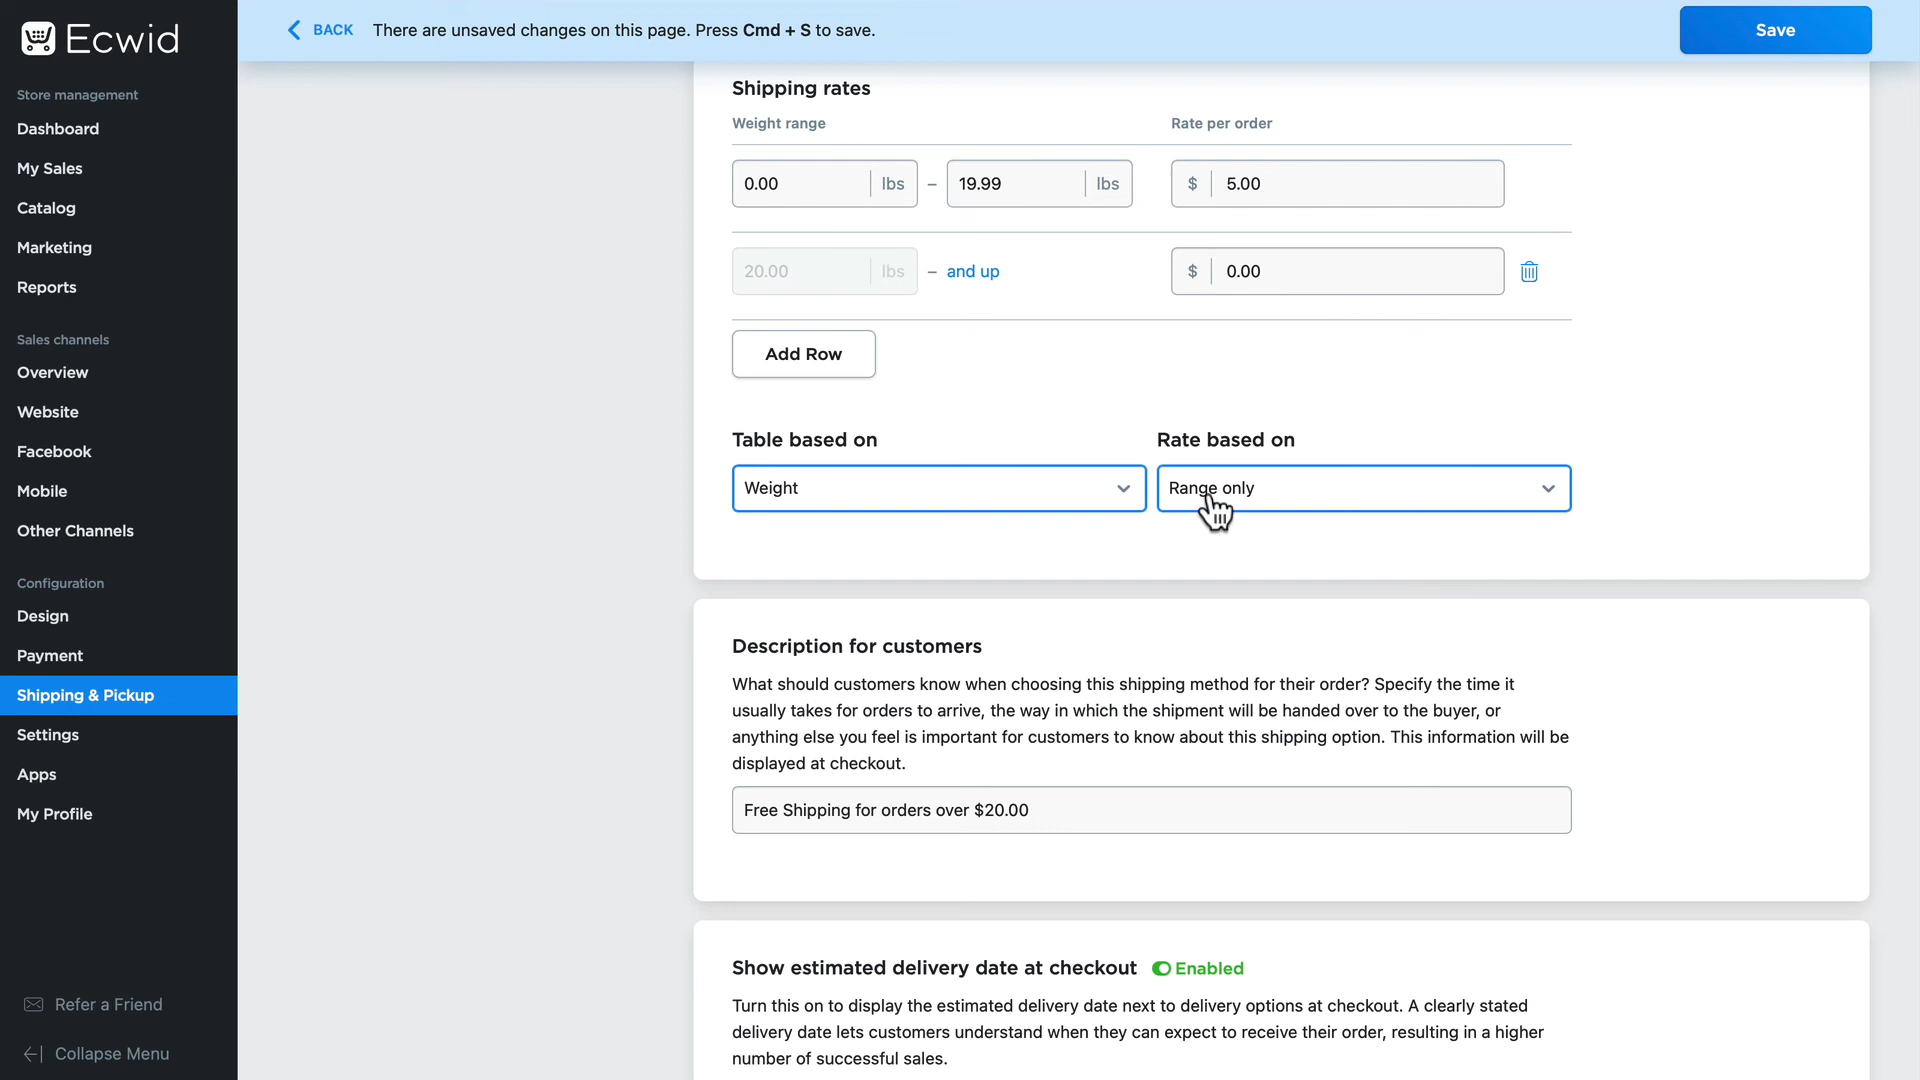 Ecwid
BACK
There are unsaved changes on this page. Press Cmd + S to save.
Save
Store management
Dashboard
My Sales
Catalog
Marketing
Reports
Sales channels
Overview
Website
Facebook
Mobile
Other Channels
Configuration
Design
Payment
Shipping & Pickup
Settings
Apps
My Profile
Refer a Friend
Collapse Menu
Shipping rates
Weight range
Rate per order
0.00 lbs – 19.99 lbs $ 5.00
20.00 lbs – and up $ 0.00
Add Row
Table based on
Rate based on
Weight
Range only
Description for customers
What should customers know when choosing this shipping method for their order? Specify the time it
usually takes for orders to arrive, the way in which the shipment will be handed over to the buyer, or
anything else you feel is important for customers to know about this shipping option. This information will be
displayed at checkout.
Free Shipping for orders over $20.00
Show estimated delivery date at checkout
Enabled
Turn this on to display the estimated delivery date next to delivery options at checkout. A clearly stated
delivery date lets customers understand when they can expect to receive their order, resulting in a higher
number of successful sales.